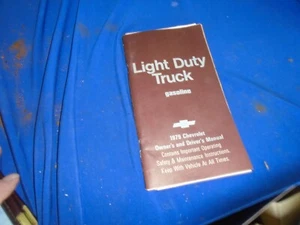 Light Duty
Truck
gasoline
1979 Chevrolet
Owner's and Driver's Manual
Contains Important Operating
Safety & Maintenance Instructions
Keep With Vehicle At All Times